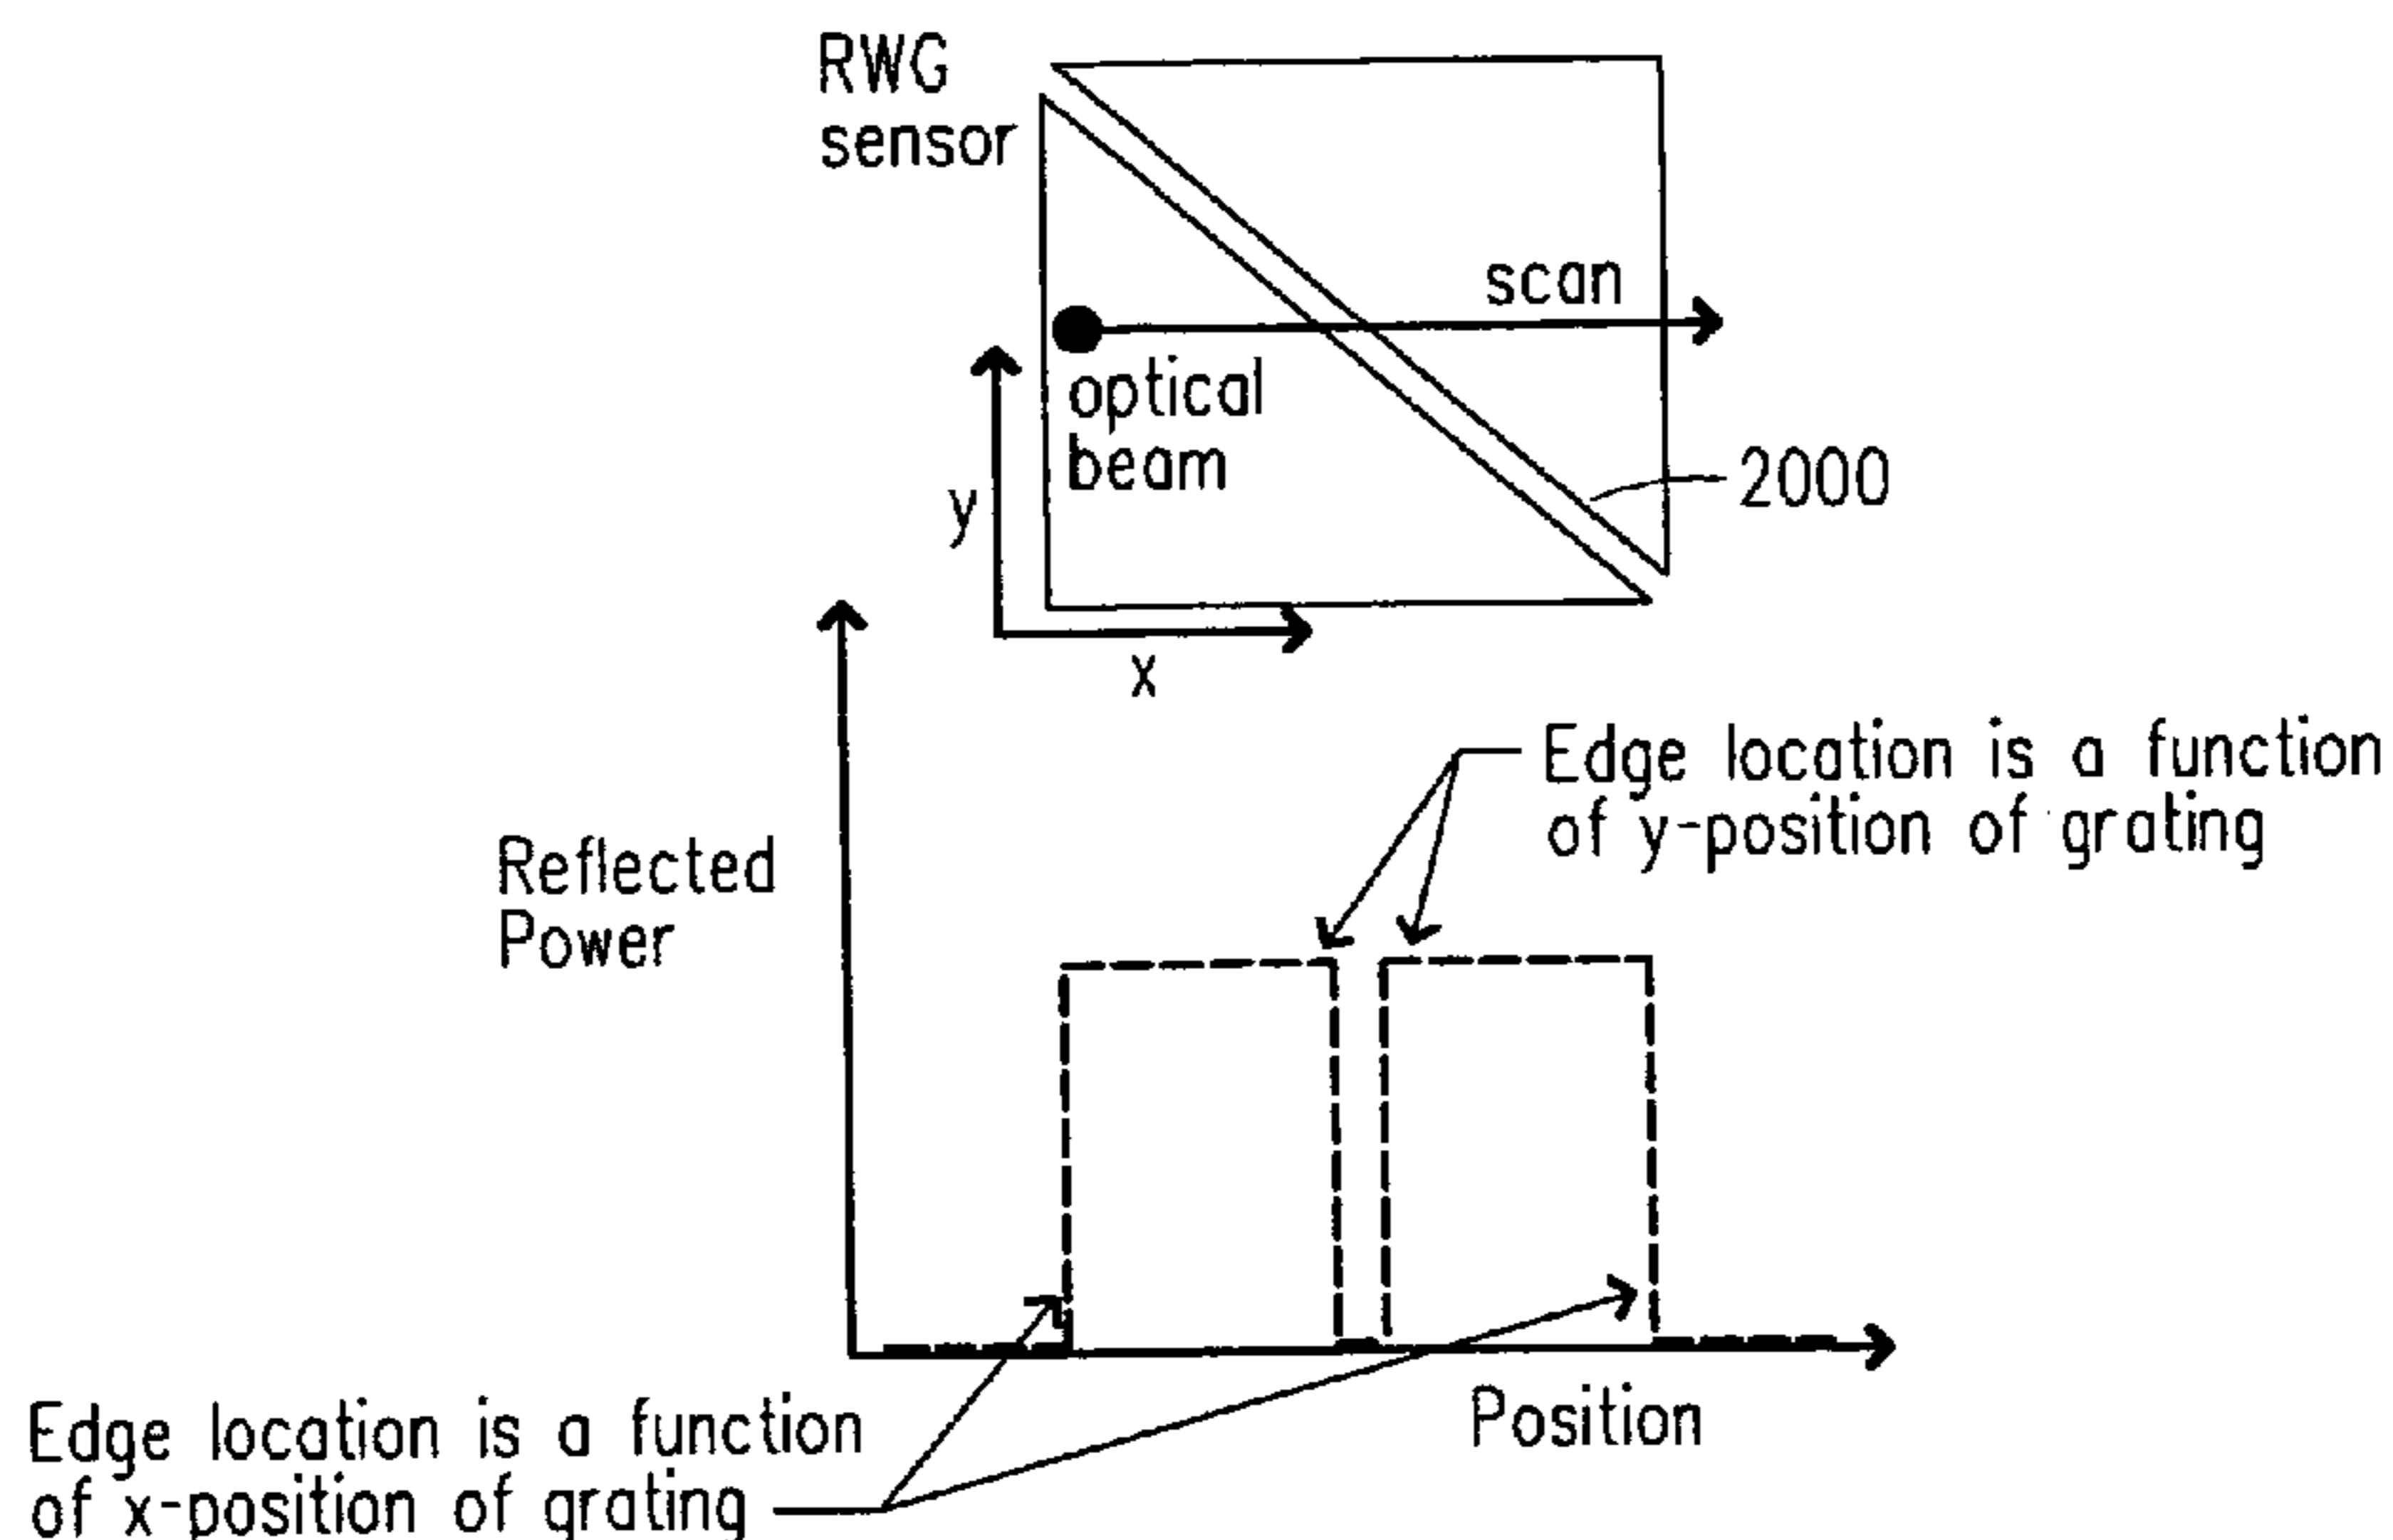 RWG
sensor
scan
optical
beam
2000
y
x
Edge location is a function
of y-position of grating
Reflected
Power
Position
Edge location is a function
of x-position of grating